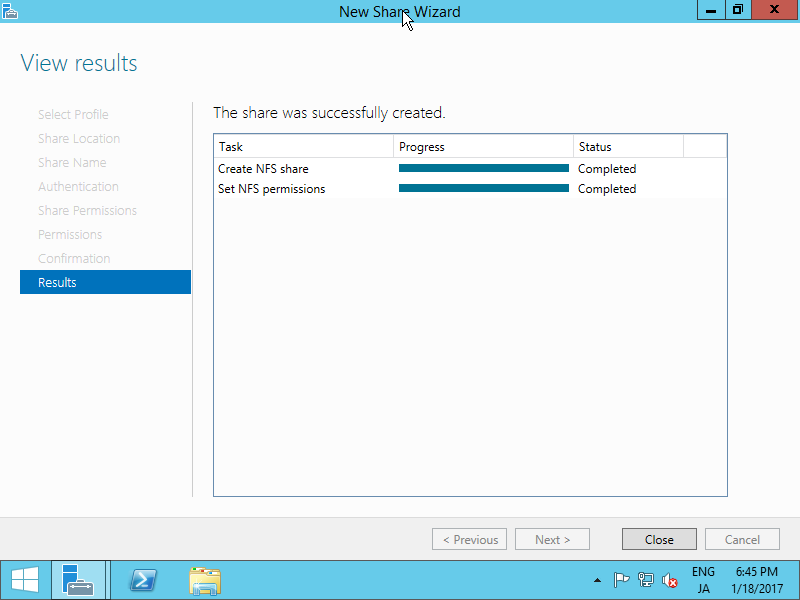 New Share Wizard
View results
Select Profile
Share Location
Share Name
Authentication
Share Permissions
Permissions
Confirmation
Results
The share was successfully created.
Task Progress Status
Create NFS share Completed
Set NFS permissions Completed
< Previous Next > Close Cancel
ENG 6:45 PM
JA 1/18/2017